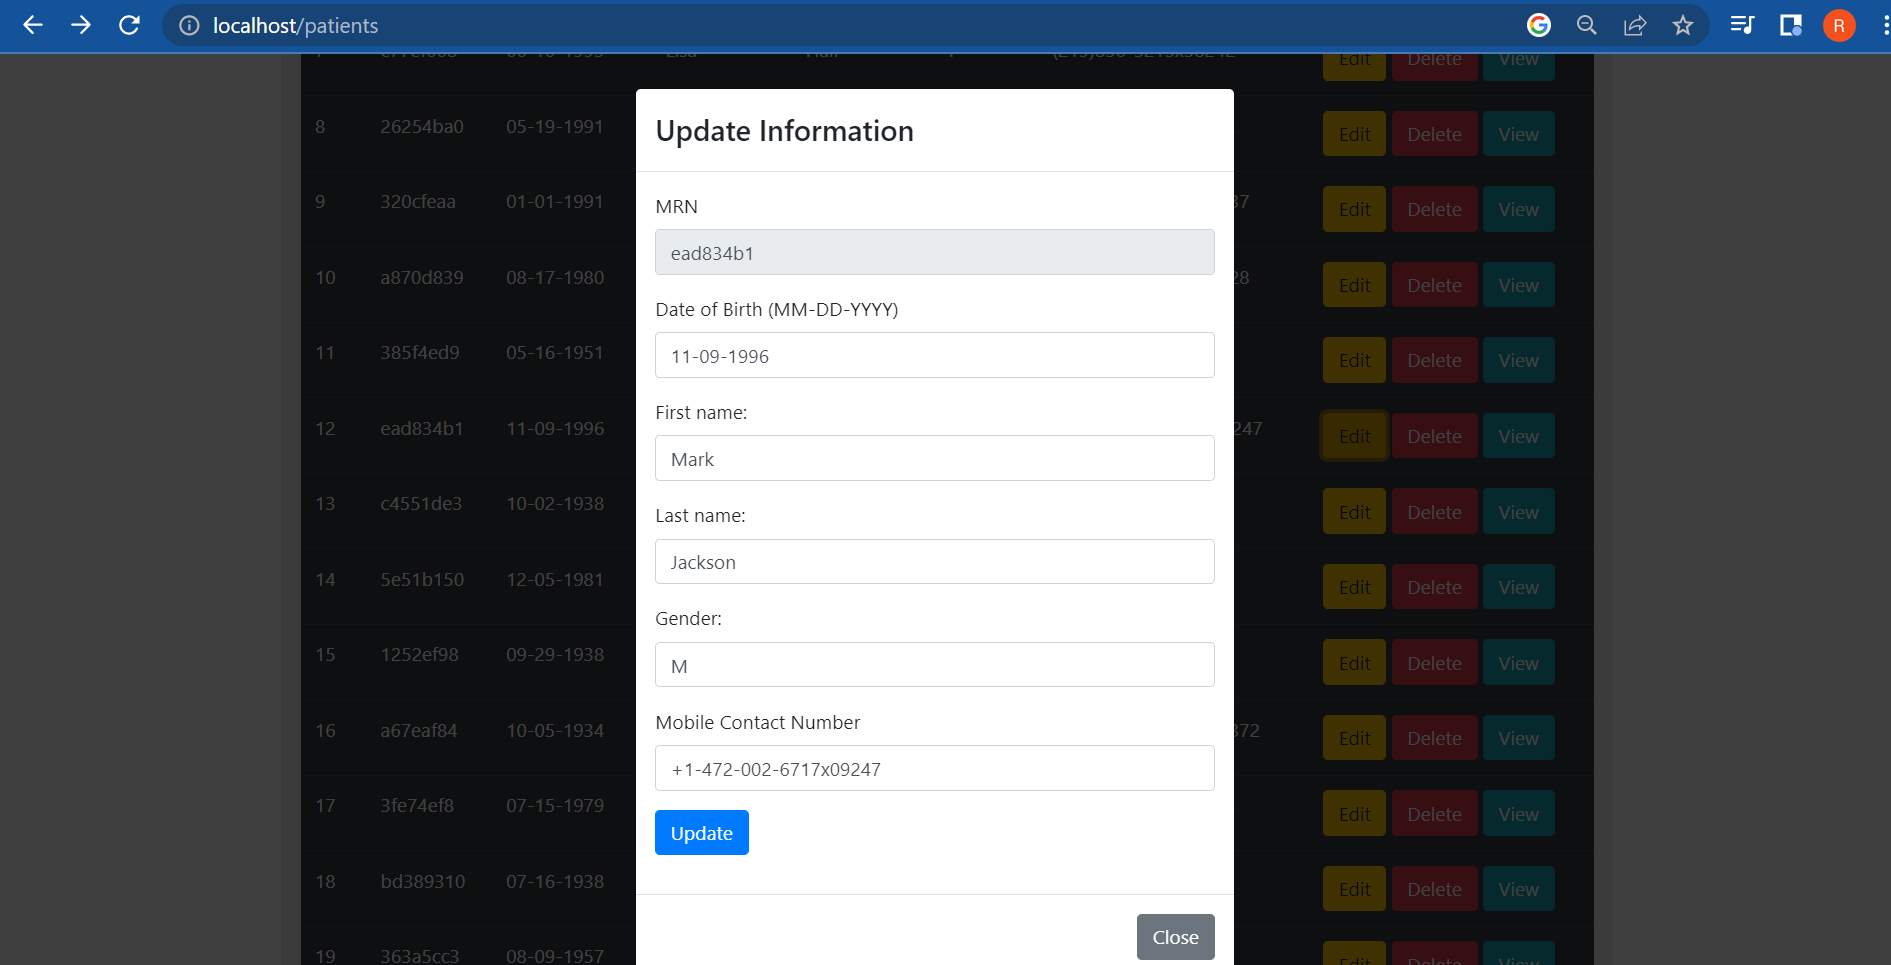 localhost/patients
R
Edit Delete View
8 26254ba0 05-19-1991 Edit Delete View
9 320cfeaa 01-01-1991 37 Edit Delete View
10 a870d839 08-17-1980 28 Edit Delete View
11 385f4ed9 05-16-1951 Edit Delete View
12 ead834b1 11-09-1996 247 Edit Delete View
13 c4551de3 10-02-1938 Edit Delete View
14 5e51b150 12-05-1981 Edit Delete View
15 1252ef98 09-29-1938 Edit Delete View
16 a67eaf84 10-05-1934 372 Edit Delete View
17 3fe74ef8 07-15-1979 Edit Delete View
18 bd389310 07-16-1938 Edit Delete View
19 363a5cc3 08-09-1957 Edit Delete View
Update Information
MRN
ead834b1
Date of Birth (MM-DD-YYYY)
11-09-1996
First name:
Mark
Last name:
Jackson
Gender:
M
Mobile Contact Number
+1-472-002-6717x09247
Update
Close